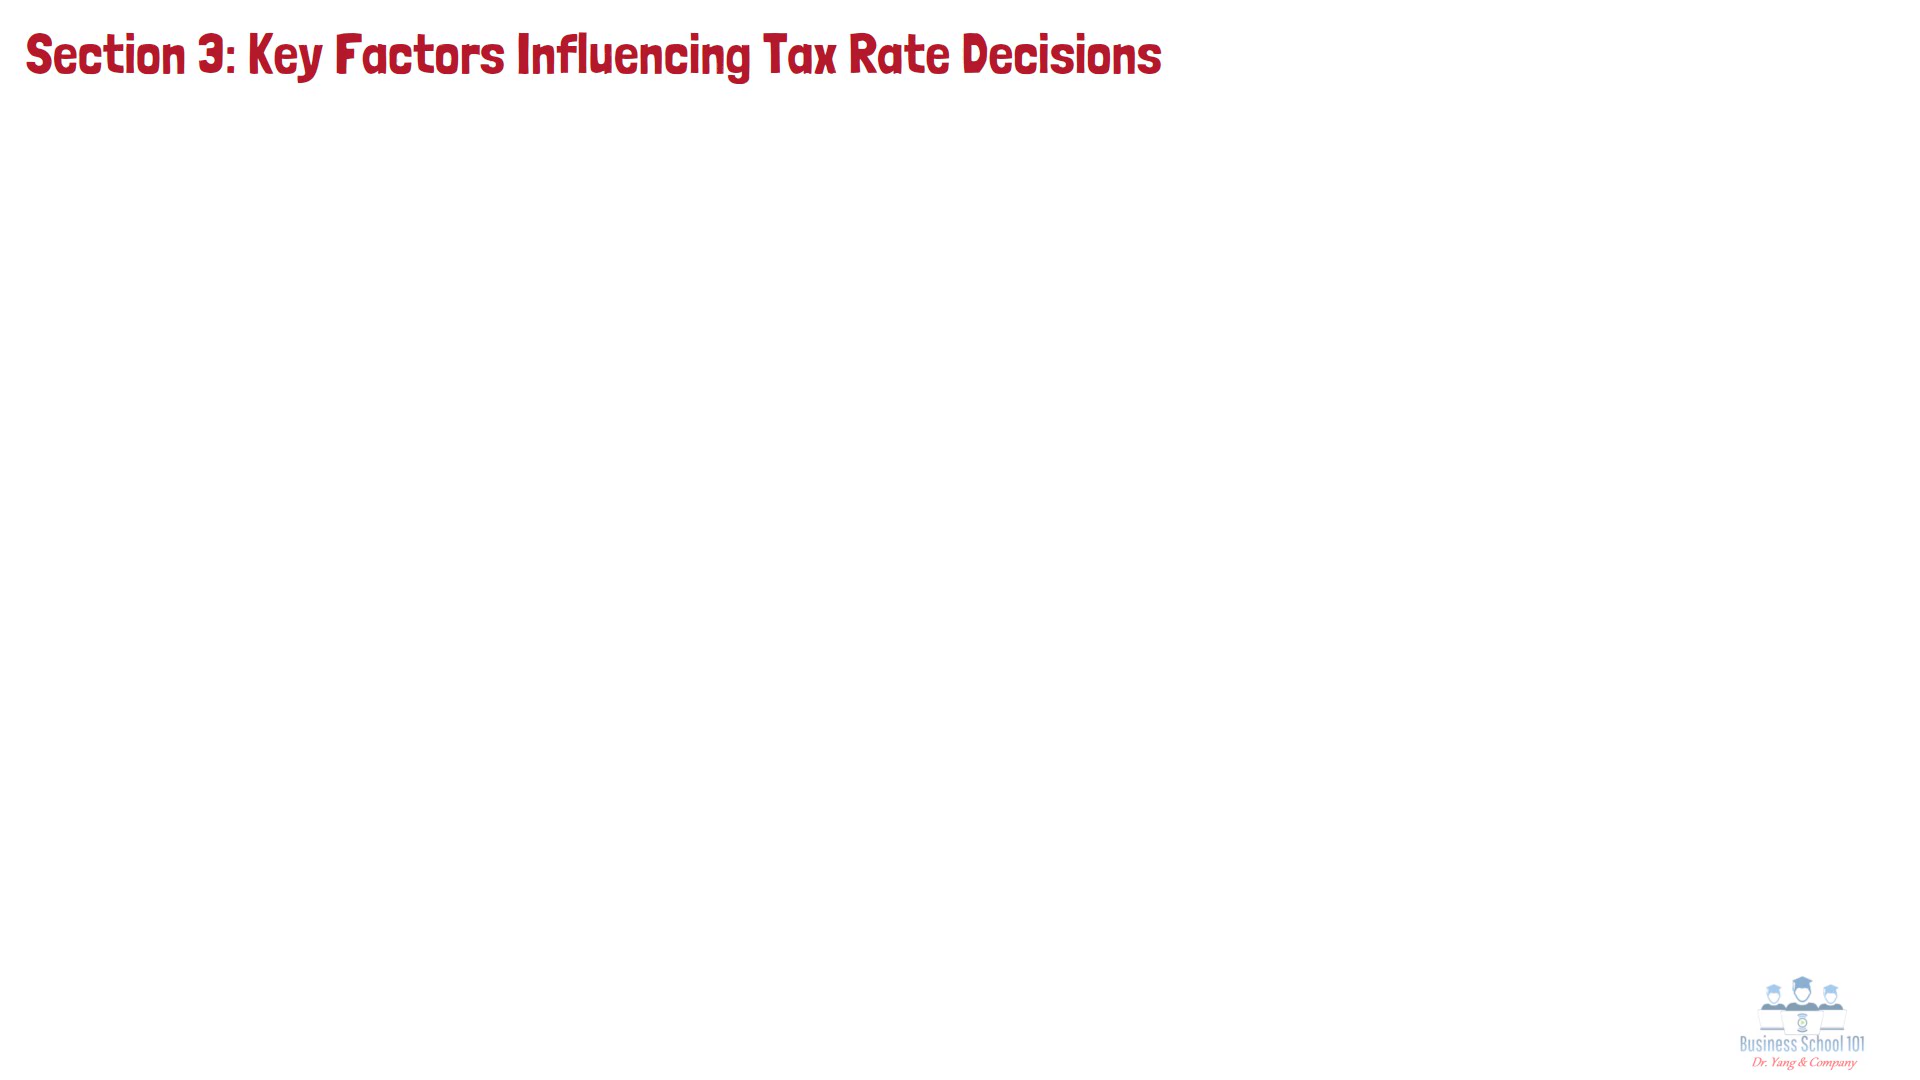 Section 3: Key Factors Influencing Tax Rate Decisions
Business School 101
Dr. Yang & Company